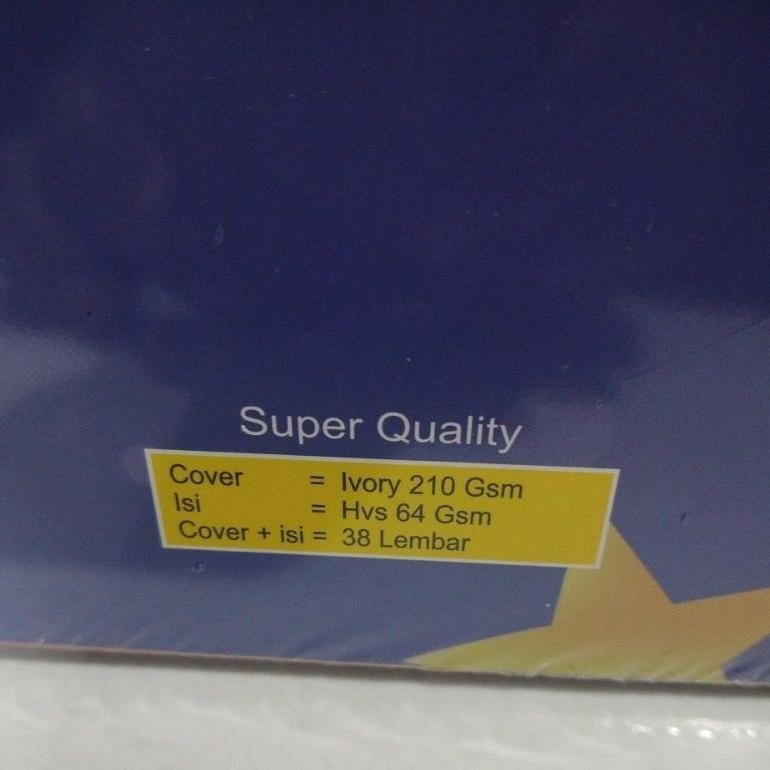 Super Quality
Cover = Ivory 210 Gsm
Isi = Hvs 64 Gsm
Cover + isi = 38 Lembar